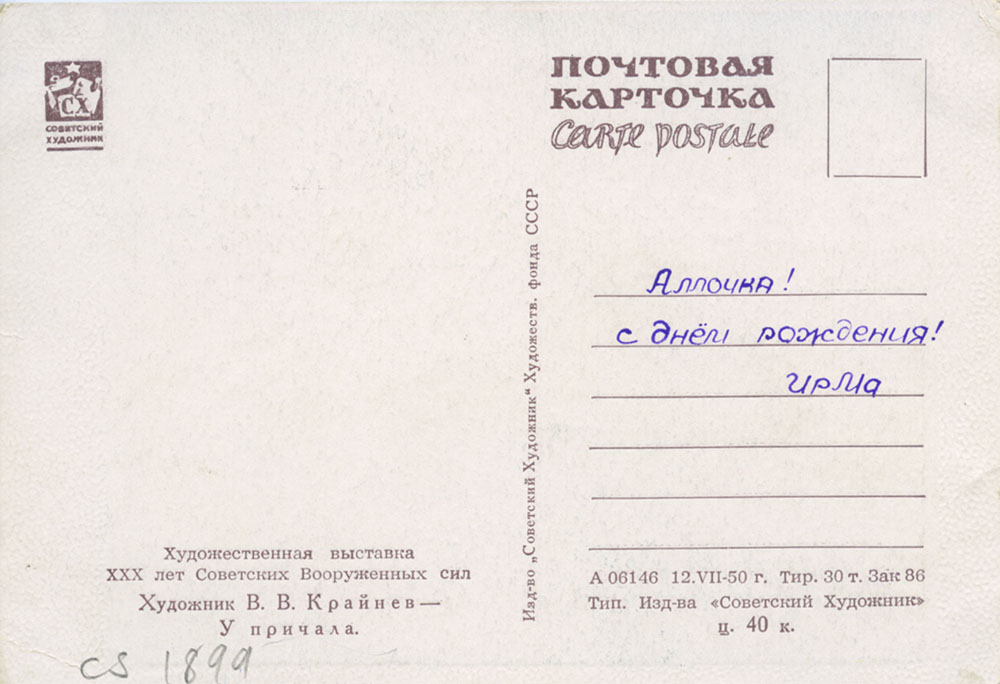 СХ
СОВЕТСКИЙ
ХУДОЖНИК
ПОЧТОВАЯ
КАРТОЧКА
CARTE POSTALE
Изд-во „Советский Художник“ Художеств. фонда СССР
Аллочка!
с днём рождения!
Ирма
Художественная выставка
XXX лет Советских Вооруженных сил
Художник В. В. Крайнев—
У причала.
А 06146 12.VII-50 г. Тир. 30 т. Зак 86
Тип. Изд-ва «Советский Художник»
ц. 40 к.
CS 1899